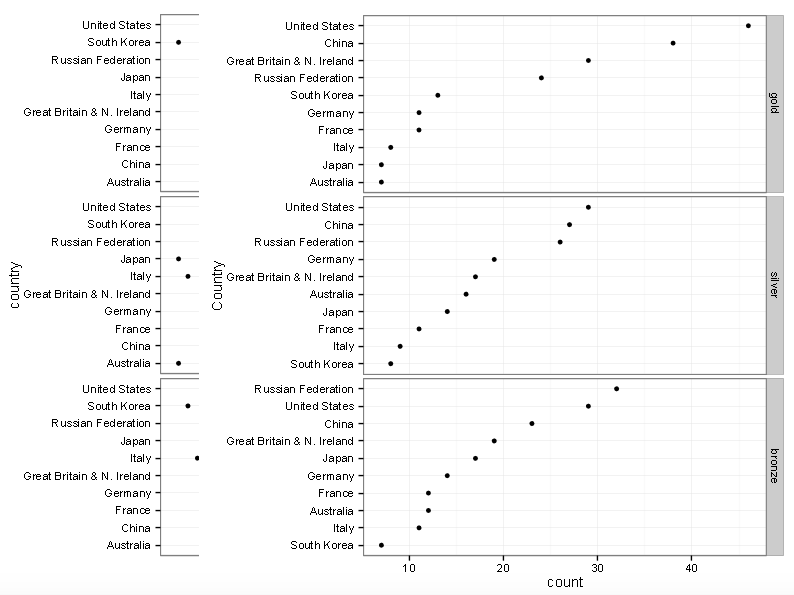 United States
South Korea
Russian Federation
Japan
Italy
Great Britain & N. Ireland
Germany
France
China
Australia
United States
South Korea
Russian Federation
Japan
Italy
Great Britain & N. Ireland
Germany
France
China
Australia
United States
South Korea
Russian Federation
Japan
Italy
Great Britain & N. Ireland
Germany
France
China
Australia
country
United States
China
Great Britain & N. Ireland
Russian Federation
South Korea
Germany
France
Italy
Japan
Australia
gold
United States
China
Russian Federation
Germany
Great Britain & N. Ireland
Australia
Japan
France
Italy
South Korea
silver
Russian Federation
United States
China
Great Britain & N. Ireland
Japan
Germany
France
Australia
Italy
South Korea
bronze
Country
10 20 30 40
count